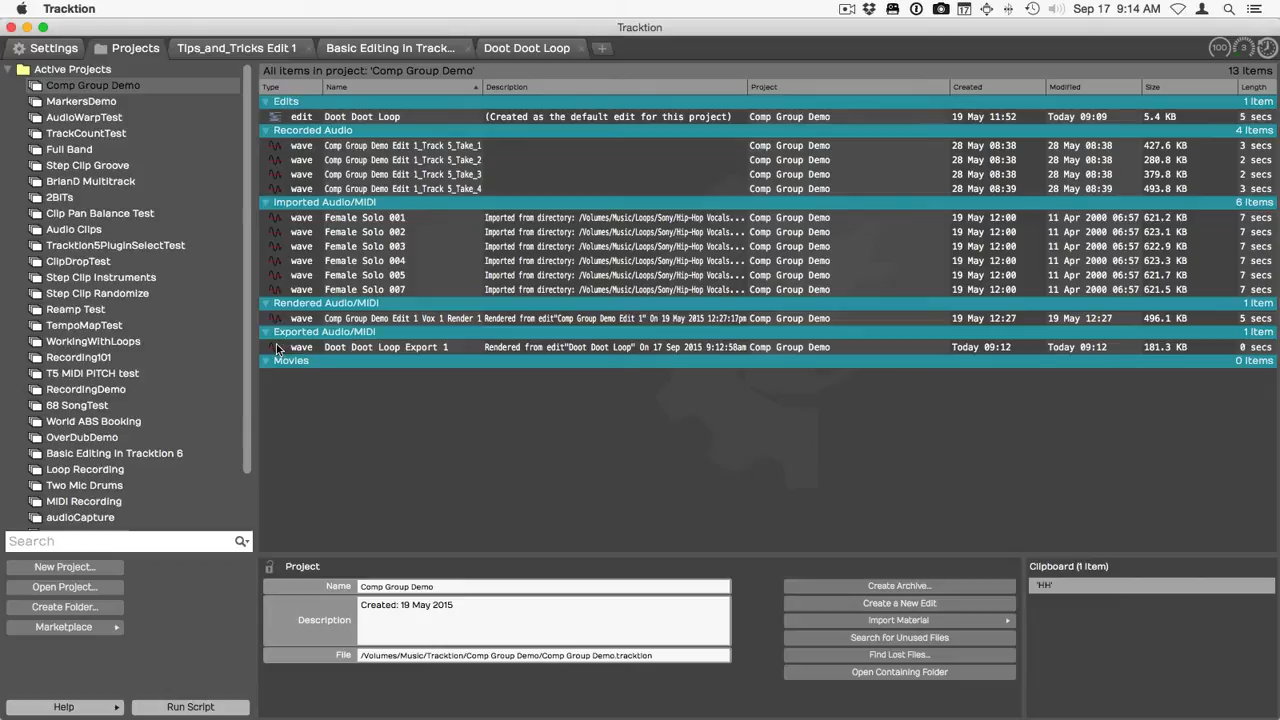 Tracktion
Sep 17 9:14 AM
Tracktion
Settings
Projects
Tips_and_Tricks Edit 1
Basic Editing In Track...
Doot Doot Loop
100
3
Active Projects
Comp Group Demo
MarkersDemo
AudioWarpTest
TrackCountTest
Full Band
Step Clip Groove
BrianD Multitrack
2BITs
Clip Pan Balance Test
Audio Clips
Tracktion5PluginSelectTest
ClipDropTest
Step Clip Instruments
Step Clip Randomize
Reamp Test
TempoMapTest
WorkingWithLoops
Recording101
T5 MIDI PITCH test
RecordingDemo
68 SongTest
World ABS Booking
OverDubDemo
Basic Editing In Tracktion 6
Loop Recording
Two Mic Drums
MIDI Recording
audioCapture
Search
New Project...
Open Project...
Create Folder...
Marketplace
Help
Run Script
All items in project: 'Comp Group Demo' 13 items
Type Name Description Project Created Modified Size Length
Edits 1 item
edit Doot Doot Loop (Created as the default edit for this project) Comp Group Demo 19 May 11:52 Today 09:09 5.4 KB 5 secs
Recorded Audio 4 items
wave Comp Group Demo Edit 1_Track 5_Take_1 Comp Group Demo 28 May 08:38 28 May 08:38 427.6 KB 3 secs
wave Comp Group Demo Edit 1_Track 5_Take_2 Comp Group Demo 28 May 08:38 28 May 08:38 280.8 KB 2 secs
wave Comp Group Demo Edit 1_Track 5_Take_3 Comp Group Demo 28 May 08:38 28 May 08:38 379.8 KB 2 secs
wave Comp Group Demo Edit 1_Track 5_Take_4 Comp Group Demo 28 May 08:39 28 May 08:39 493.8 KB 3 secs
Imported Audio/MIDI 6 items
wave Female Solo 001 Imported from directory: /Volumes/Music/Loops/Sony/Hip-Hop Vocals... Comp Group Demo 19 May 12:00 11 Apr 2000 06:57 621.2 KB 7 secs
wave Female Solo 002 Imported from directory: /Volumes/Music/Loops/Sony/Hip-Hop Vocals... Comp Group Demo 19 May 12:00 11 Apr 2000 06:57 621.6 KB 7 secs
wave Female Solo 003 Imported from directory: /Volumes/Music/Loops/Sony/Hip-Hop Vocals... Comp Group Demo 19 May 12:00 11 Apr 2000 06:57 622.9 KB 7 secs
wave Female Solo 004 Imported from directory: /Volumes/Music/Loops/Sony/Hip-Hop Vocals... Comp Group Demo 19 May 12:00 11 Apr 2000 06:57 623.3 KB 7 secs
wave Female Solo 005 Imported from directory: /Volumes/Music/Loops/Sony/Hip-Hop Vocals... Comp Group Demo 19 May 12:00 11 Apr 2000 06:57 621.7 KB 7 secs
wave Female Solo 007 Imported from directory: /Volumes/Music/Loops/Sony/Hip-Hop Vocals... Comp Group Demo 19 May 12:00 11 Apr 2000 06:57 621.5 KB 7 secs
Rendered Audio/MIDI 1 item
wave Comp Group Demo Edit 1 Vox 1 Render 1 Rendered from edit"Comp Group Demo Edit 1" On 19 May 2015 12:27:17pm Comp Group Demo 19 May 12:27 19 May 12:27 496.1 KB 5 secs
Exported Audio/MIDI 1 item
wave Doot Doot Loop Export 1 Rendered from edit"Doot Doot Loop" On 17 Sep 2015 9:12:58am Comp Group Demo Today 09:12 Today 09:12 181.3 KB 0 secs
Movies 0 items
Project
Name Comp Group Demo
Description Created: 19 May 2015
File /Volumes/Music/Tracktion/Comp Group Demo/Comp Group Demo.tracktion
Create Archive...
Create a New Edit
Import Material
Search for Unused Files
Find Lost Files...
Open Containing Folder
Clipboard (1 item)
'HH'